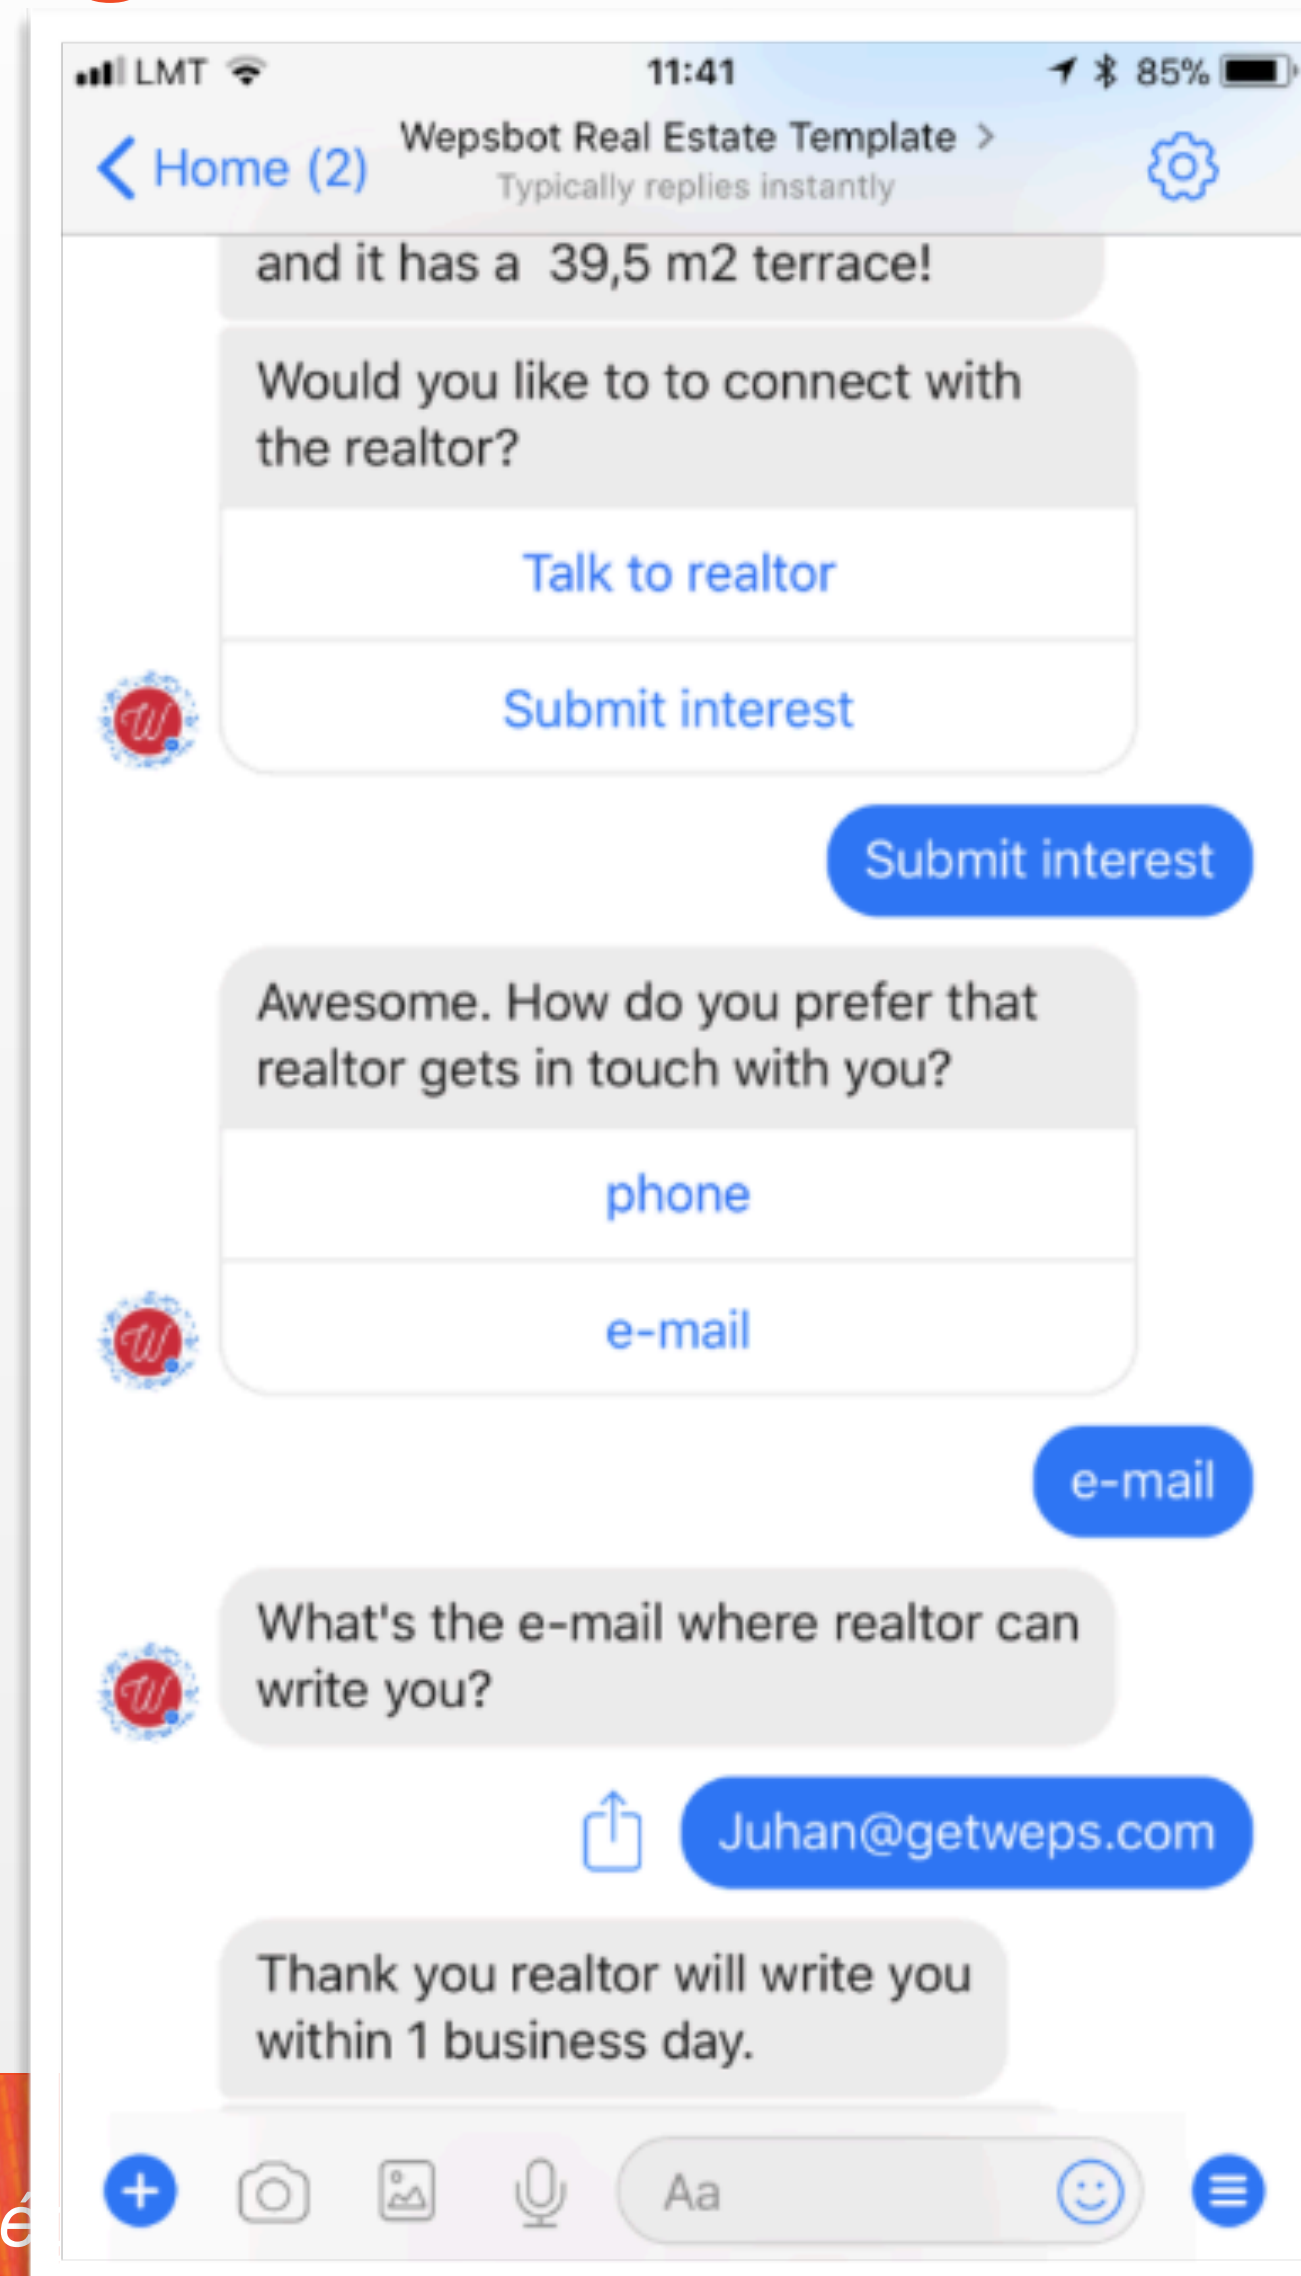 LMT 11:41 85%
Home (2) Wepsbot Real Estate Template
Typically replies instantly
and it has a 39,5 m2 terrace!
Would you like to to connect with
the realtor?
Talk to realtor
Submit interest
W
Submit interest
Awesome. How do you prefer that
realtor gets in touch with you?
phone
e-mail
W
e-mail
What's the e-mail where realtor can
write you?
W
Juhan@getweps.com
Thank you realtor will write you
within 1 business day.
Aa
é